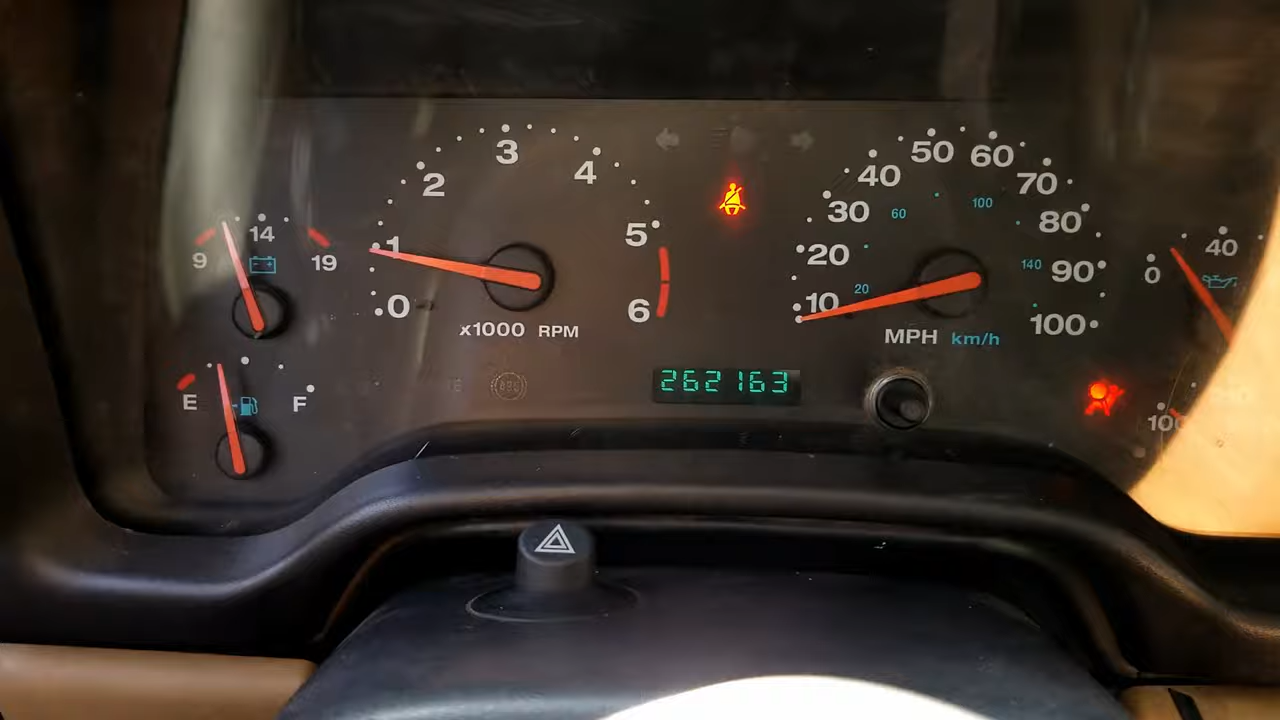 9 14 19
0 1 2 3 4 5 6
x1000 RPM
E F
262163
10 20 30 40 50 60 70 80 90 100
20 60 100 140
MPH km/h
0 40
100